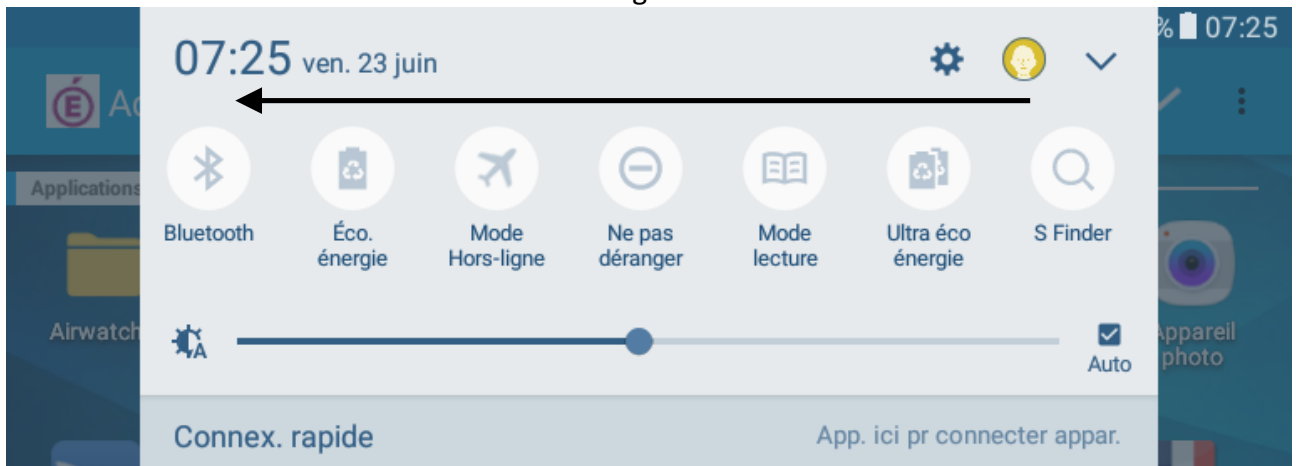 % 07:25
07:25 ven. 23 juin
É Ac
Applications
Bluetooth
Éco.
énergie
Mode
Hors-ligne
Ne pas
déranger
Mode
lecture
Ultra éco
énergie
S Finder
Airwatch
A
Auto
Appareil
photo
Connex. rapide
App. ici pr connecter appar.